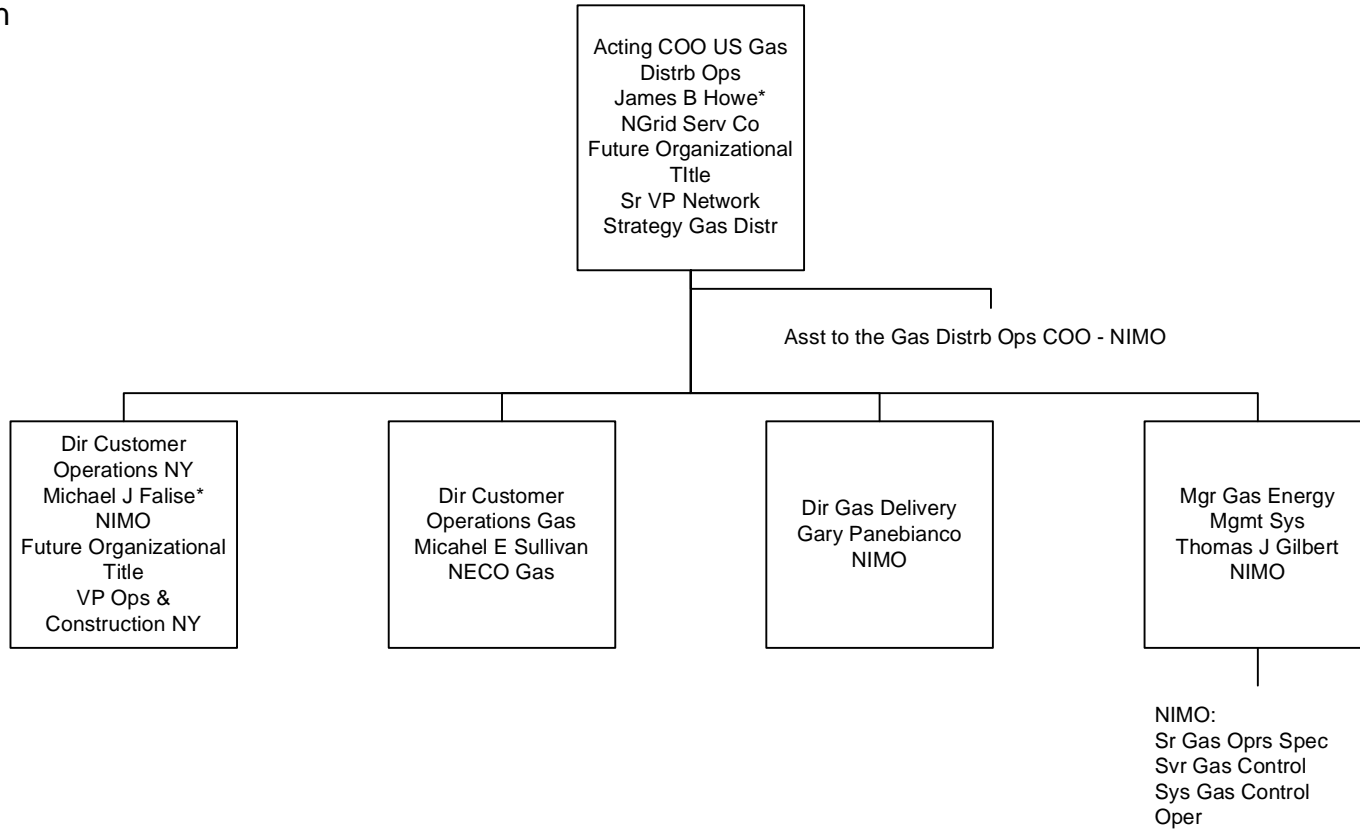 n
Acting COO US Gas
Distrb Ops
James B Howe*
NGrid Serv Co
Future Organizational
TItle
Sr VP Network
Strategy Gas Distr
Asst to the Gas Distrb Ops COO - NIMO
Dir Customer
Operations NY
Michael J Falise*
NIMO
Future Organizational
Title
VP Ops &
Construction NY
Dir Customer
Operations Gas
Micahel E Sullivan
NECO Gas
Dir Gas Delivery
Gary Panebianco
NIMO
Mgr Gas Energy
Mgmt Sys
Thomas J Gilbert
NIMO
NIMO:
Sr Gas Oprs Spec
Svr Gas Control
Sys Gas Control
Oper